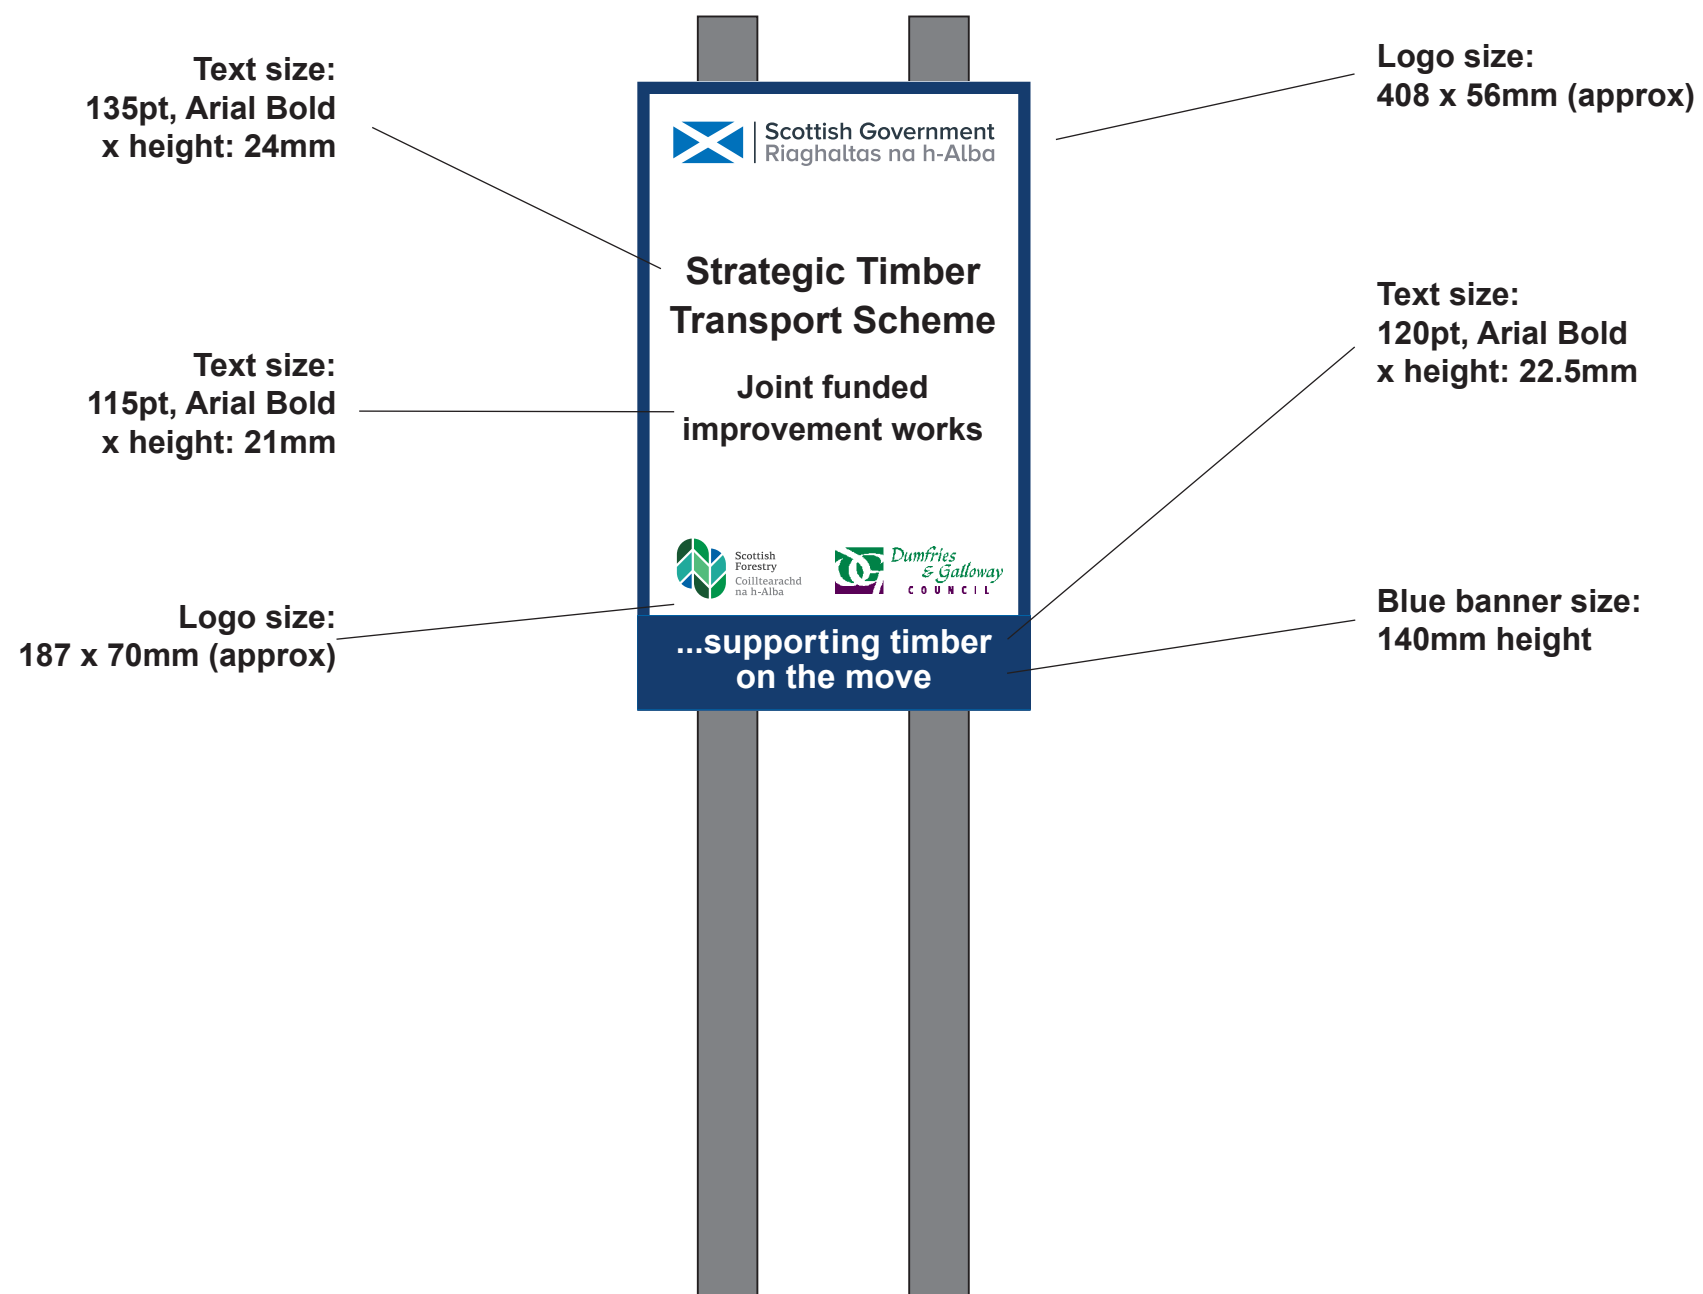 Text size:
135pt, Arial Bold
x height: 24mm
Text size:
115pt, Arial Bold
x height: 21mm
Logo size:
187 x 70mm (approx)
Scottish Government
Riaghaltas na h-Alba
Strategic Timber
Transport Scheme
Joint funded
improvement works
Scottish
Forestry
Coilltearachd
na h-Alba
Dumfries
& Galloway
COUNCIL
...supporting timber
on the move
Logo size:
408 x 56mm (approx)
Text size:
120pt, Arial Bold
x height: 22.5mm
Blue banner size:
140mm height